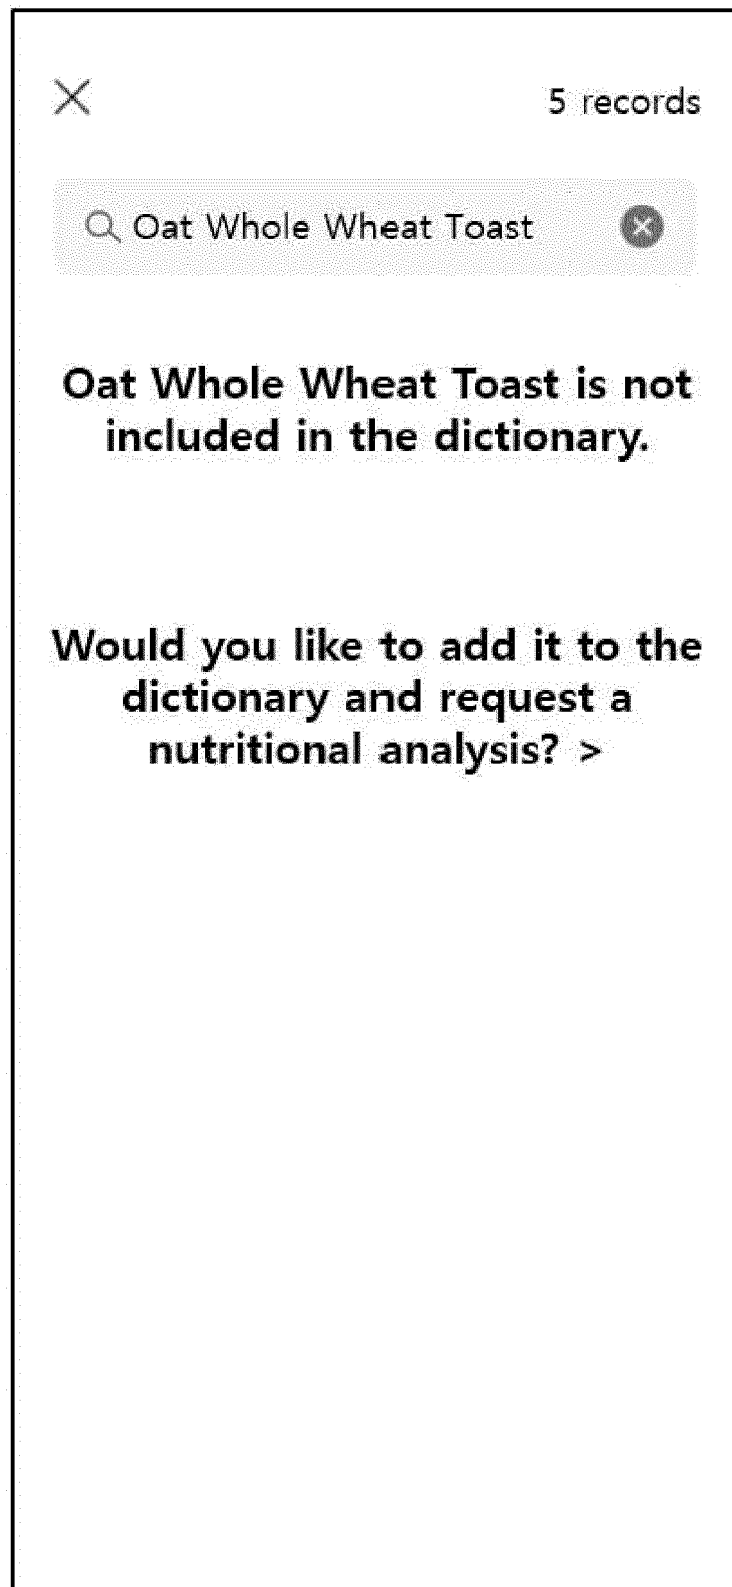 5 records
Oat Whole Wheat Toast
Oat Whole Wheat Toast is not
included in the dictionary.
Would you like to add it to the
dictionary and request a
nutritional analysis? >